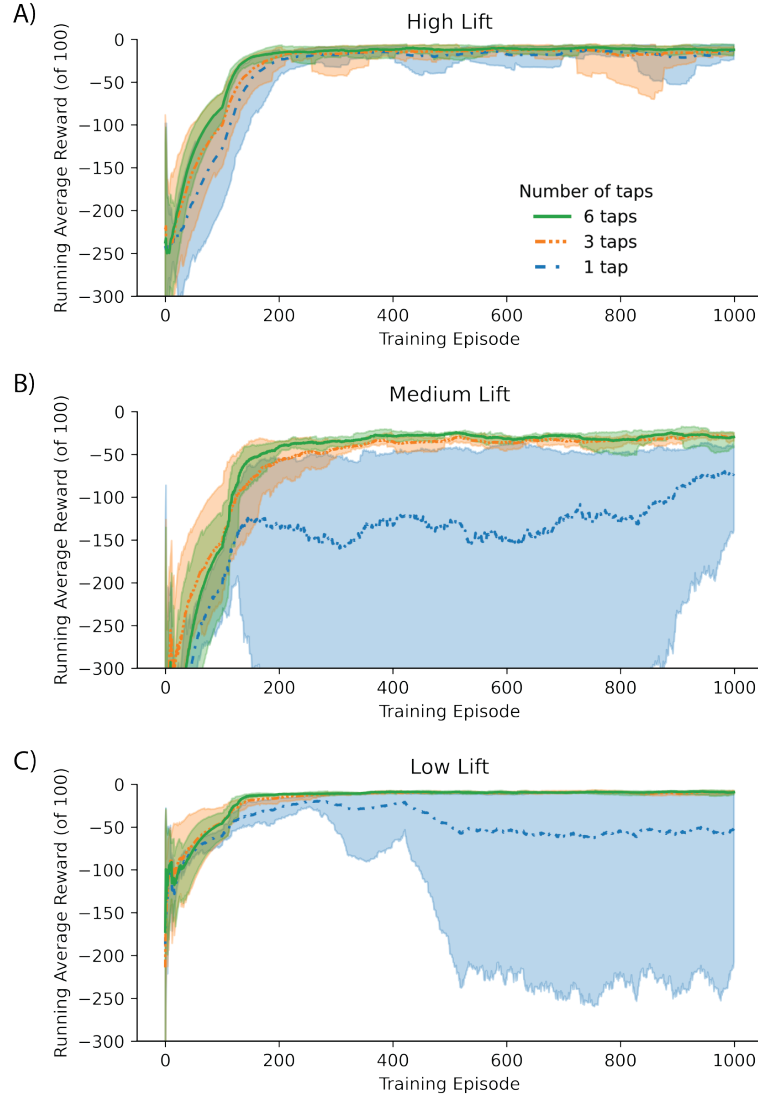 A)
High Lift
Running Average Reward (of 100)
0
−50
−100
−150
−200
−250
−300
Number of taps
6 taps
3 taps
1 tap
0 200 400 600 800 1000
Training Episode
B)
Medium Lift
Running Average Reward (of 100)
0
−50
−100
−150
−200
−250
−300
0 200 400 600 800 1000
Training Episode
C)
Low Lift
Running Average Reward (of 100)
0
−50
−100
−150
−200
−250
−300
0 200 400 600 800 1000
Training Episode